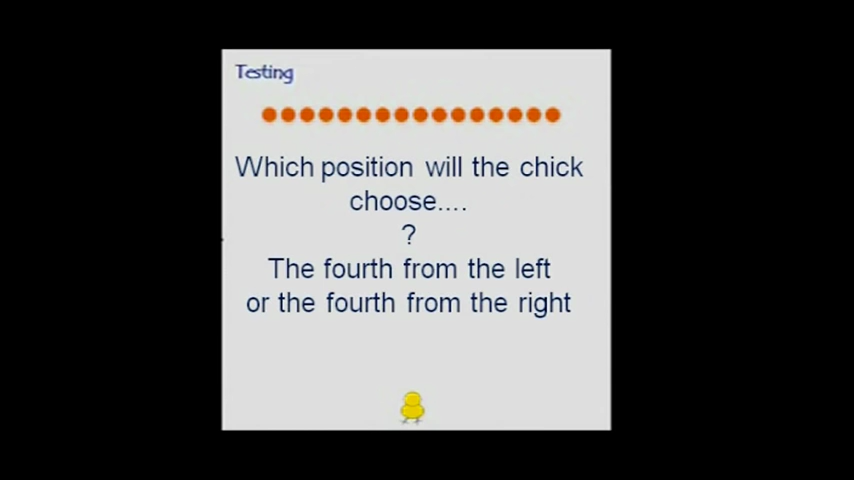 Testing
Which position will the chick
choose....
?
The fourth from the left
or the fourth from the right